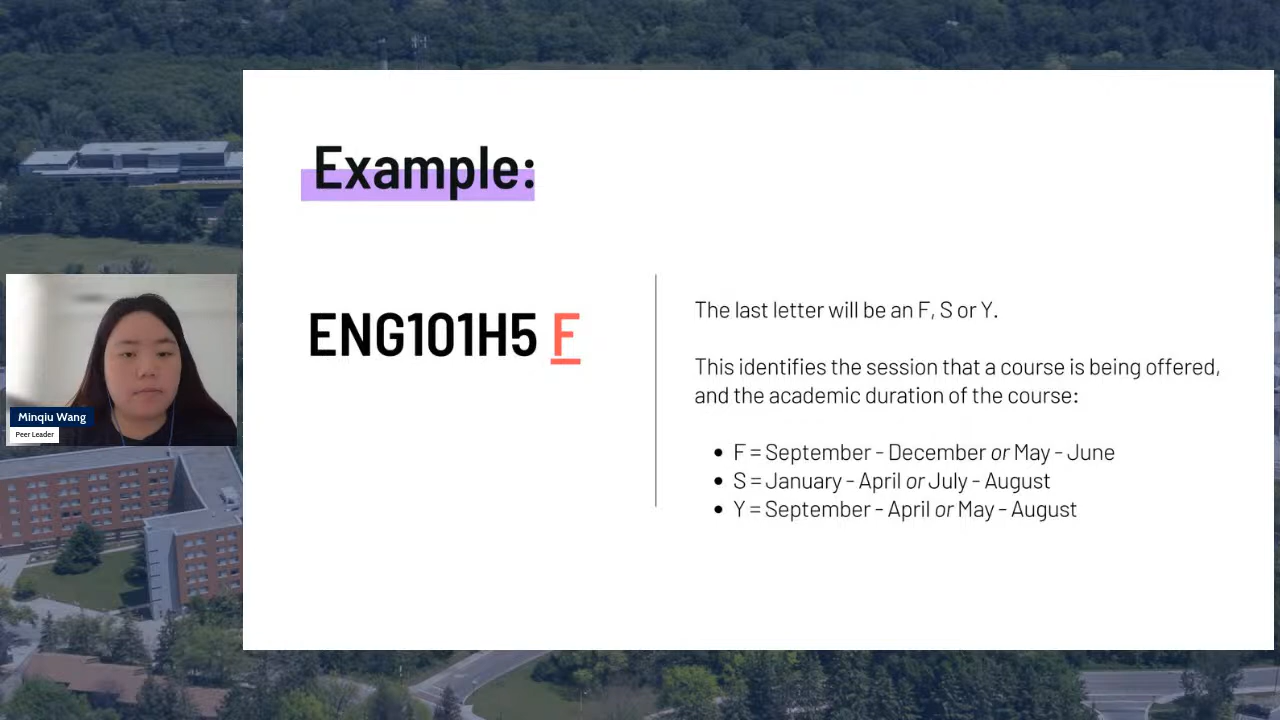 Example:
ENG101H5 F
The last letter will be an F, S or Y.
This identifies the session that a course is being offered,
and the academic duration of the course:
• F = September - December or May - June
• S = January - April or July - August
• Y = September - April or May - August
Minqiu Wang
Peer Leader